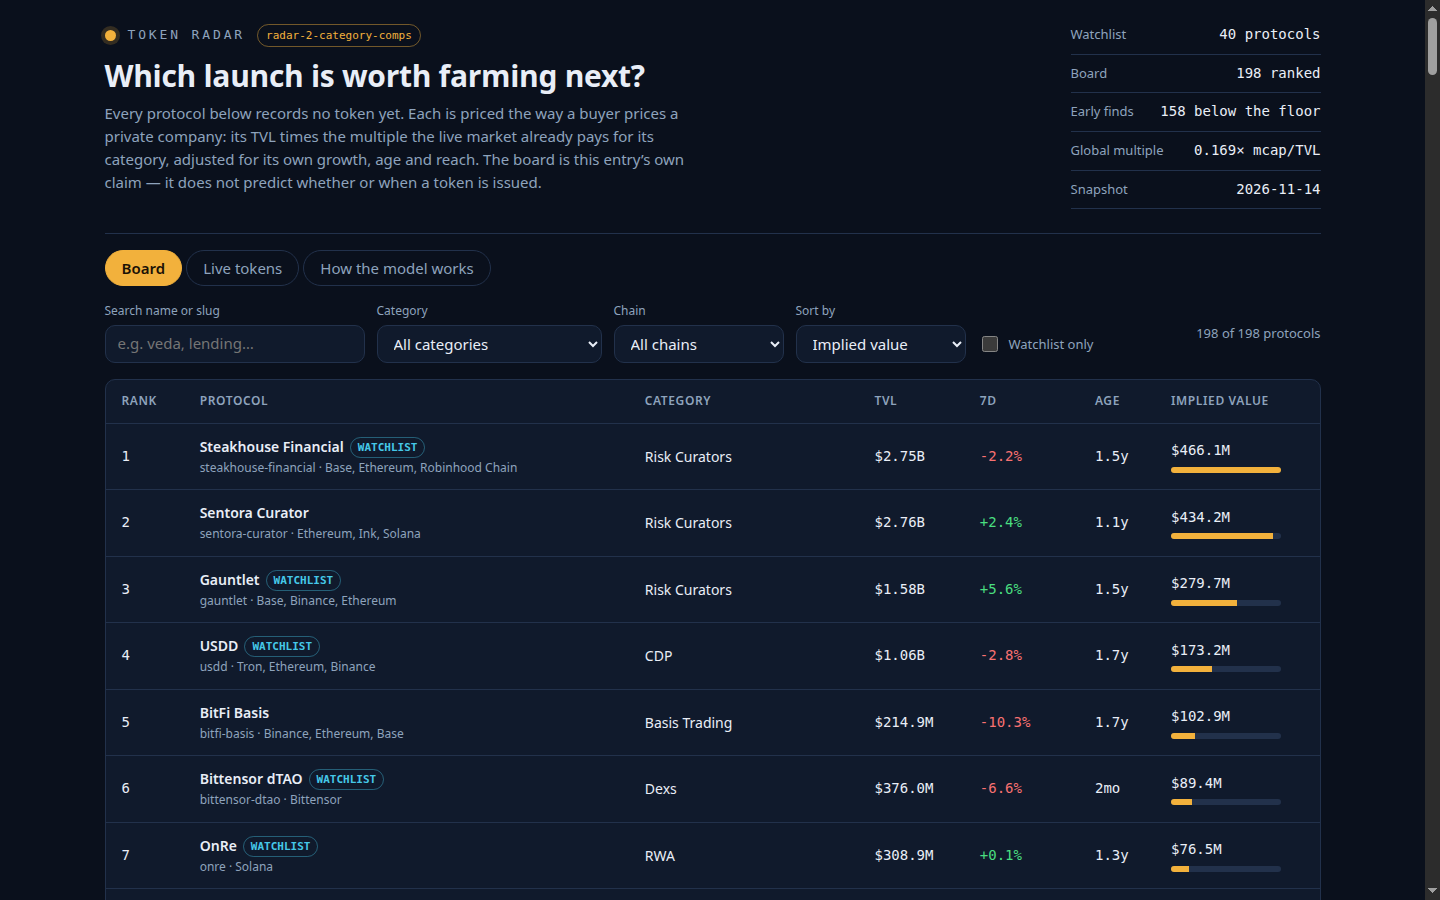 TOKEN RADAR radar-2-category-comps
Which launch is worth farming next?
Every protocol below records no token yet. Each is priced the way a buyer prices a
private company: its TVL times the multiple the live market already pays for its
category, adjusted for its own growth, age and reach. The board is this entry's own
claim — it does not predict whether or when a token is issued.
Watchlist 40 protocols
Board 198 ranked
Early finds 158 below the floor
Global multiple 0.169× mcap/TVL
Snapshot 2026-11-14
Board Live tokens How the model works
Search name or slug Category Chain Sort by
e.g. veda, lending... All categories All chains Implied value Watchlist only 198 of 198 protocols
RANK PROTOCOL CATEGORY TVL 7D AGE IMPLIED VALUE
1 Steakhouse Financial WATCHLIST Risk Curators $2.75B -2.2% 1.5y $466.1M
steakhouse-financial · Base, Ethereum, Robinhood Chain
2 Sentora Curator Risk Curators $2.76B +2.4% 1.1y $434.2M
sentora-curator · Ethereum, Ink, Solana
3 Gauntlet WATCHLIST Risk Curators $1.58B +5.6% 1.5y $279.7M
gauntlet · Base, Binance, Ethereum
4 USDD WATCHLIST CDP $1.06B -2.8% 1.7y $173.2M
usdd · Tron, Ethereum, Binance
5 BitFi Basis Basis Trading $214.9M -10.3% 1.7y $102.9M
bitfi-basis · Binance, Ethereum, Base
6 Bittensor dTAO WATCHLIST Dexs $376.0M -6.6% 2mo $89.4M
bittensor-dtao · Bittensor
7 OnRe WATCHLIST RWA $308.9M +0.1% 1.3y $76.5M
onre · Solana